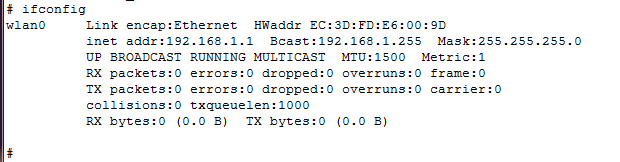 # ifconfig
wlan0     Link encap:Ethernet  HWaddr EC:3D:FD:E6:00:9D
          inet addr:192.168.1.1  Bcast:192.168.1.255  Mask:255.255.255.0
          UP BROADCAST RUNNING MULTICAST  MTU:1500  Metric:1
          RX packets:0 errors:0 dropped:0 overruns:0 frame:0
          TX packets:0 errors:0 dropped:0 overruns:0 carrier:0
          collisions:0 txqueuelen:1000
          RX bytes:0 (0.0 B)  TX bytes:0 (0.0 B)
#